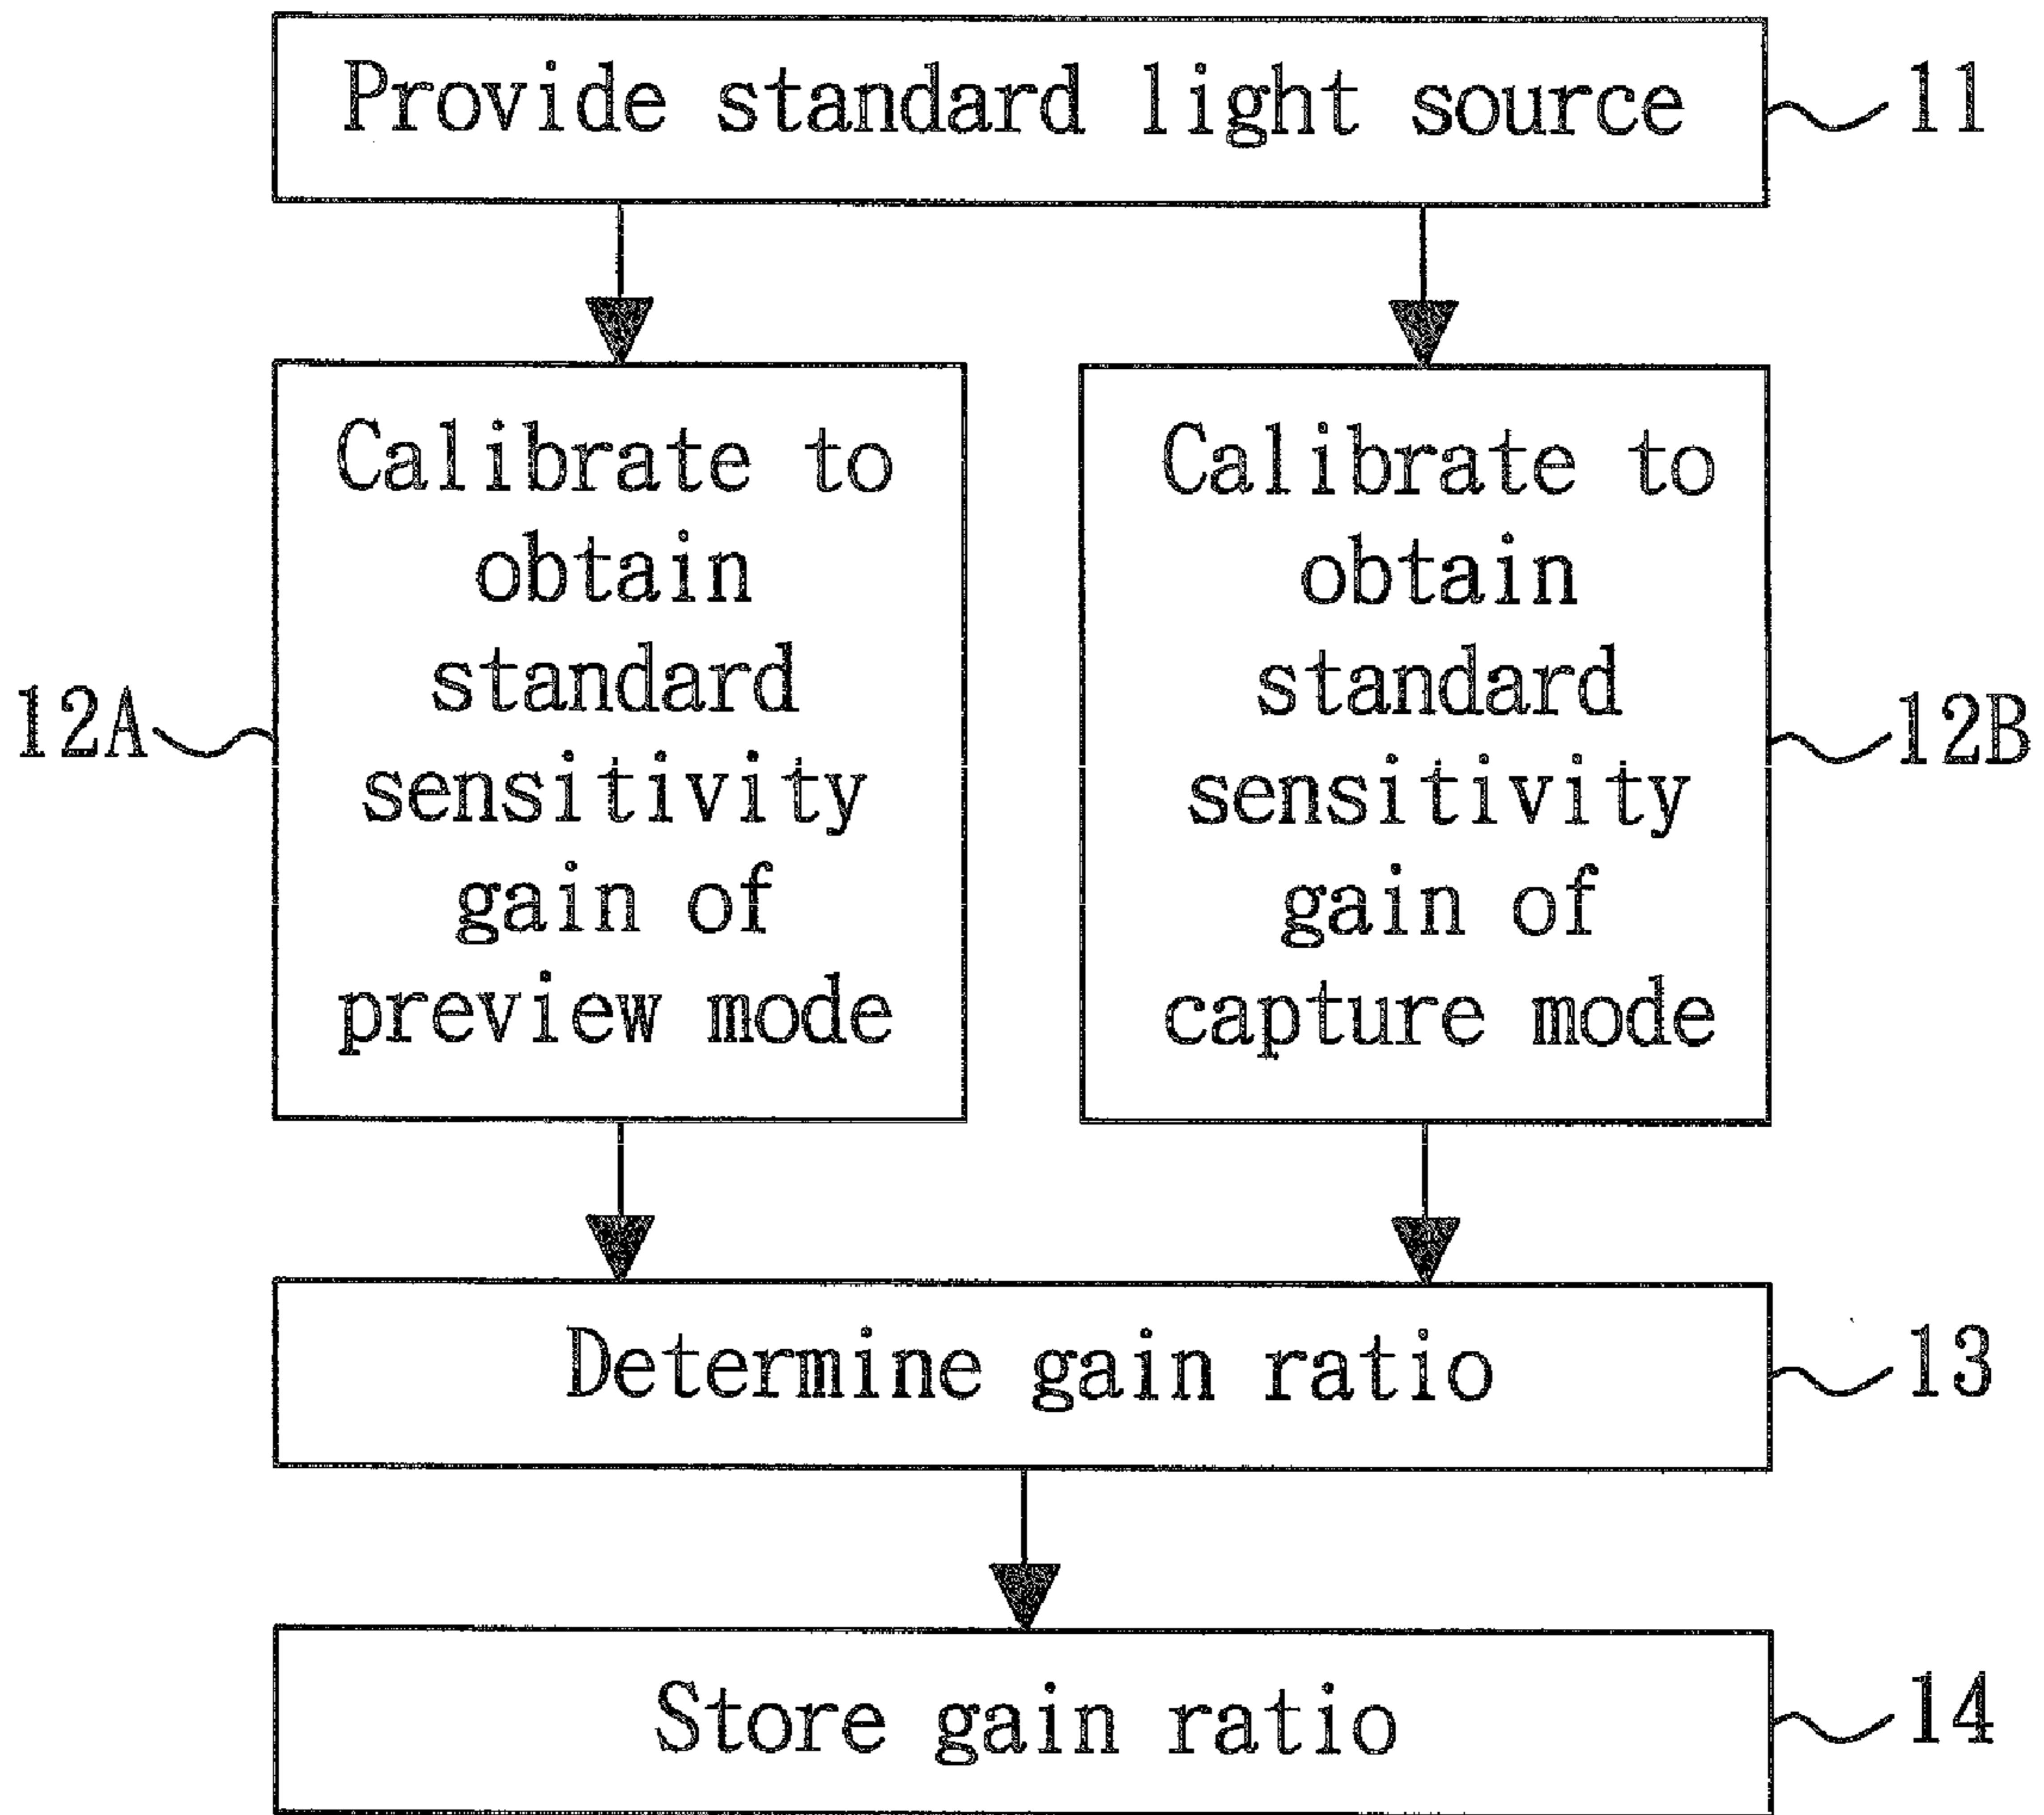 Provide standard light source
11
Calibrate to
obtain
standard
sensitivity
gain of
preview mode
12A
Calibrate to
obtain
standard
sensitivity
gain of
capture mode
12B
Determine gain ratio
13
Store gain ratio
14